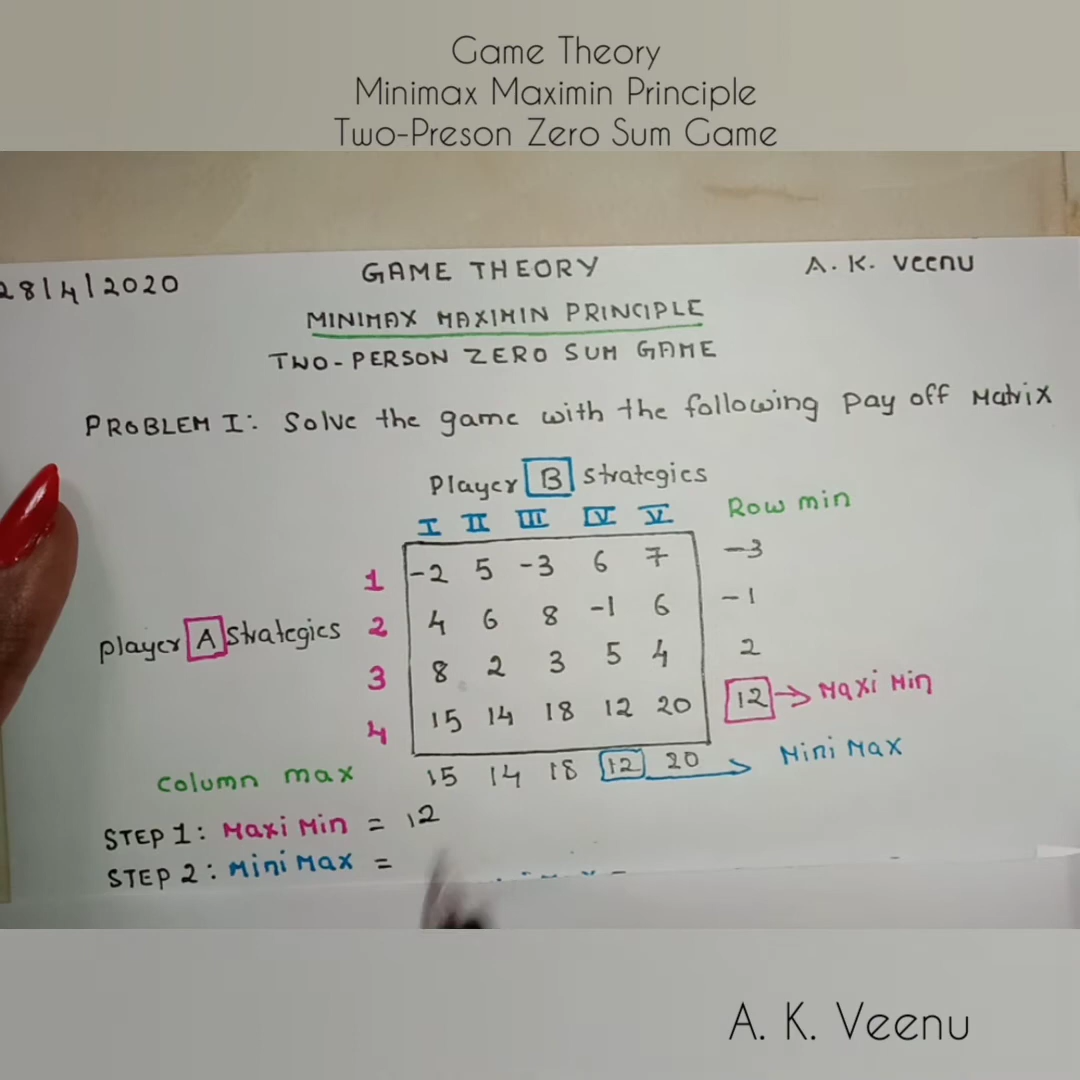 Game Theory
Minimax Maximin Principle
Two-Preson Zero Sum Game
28/4/2020 GAME THEORY A. K. Veenu
MINIMAX MAXIMIN PRINCIPLE
TWO-PERSON ZERO SUM GAME
PROBLEM I: Solve the game with the following pay off Matrix
Player B Strategies
I II III IV V Row min
1 -2 5 -3 6 7 -3
2 4 6 8 -1 6 -1
Player A Strategies
3 8 2 3 5 4 2
4 15 14 18 12 20 12 → Maxi Min
Column max 15 14 18 12 20 → Mini Max
STEP 1: Maxi Min = 12
STEP 2: Mini Max =
A. K. Veenu